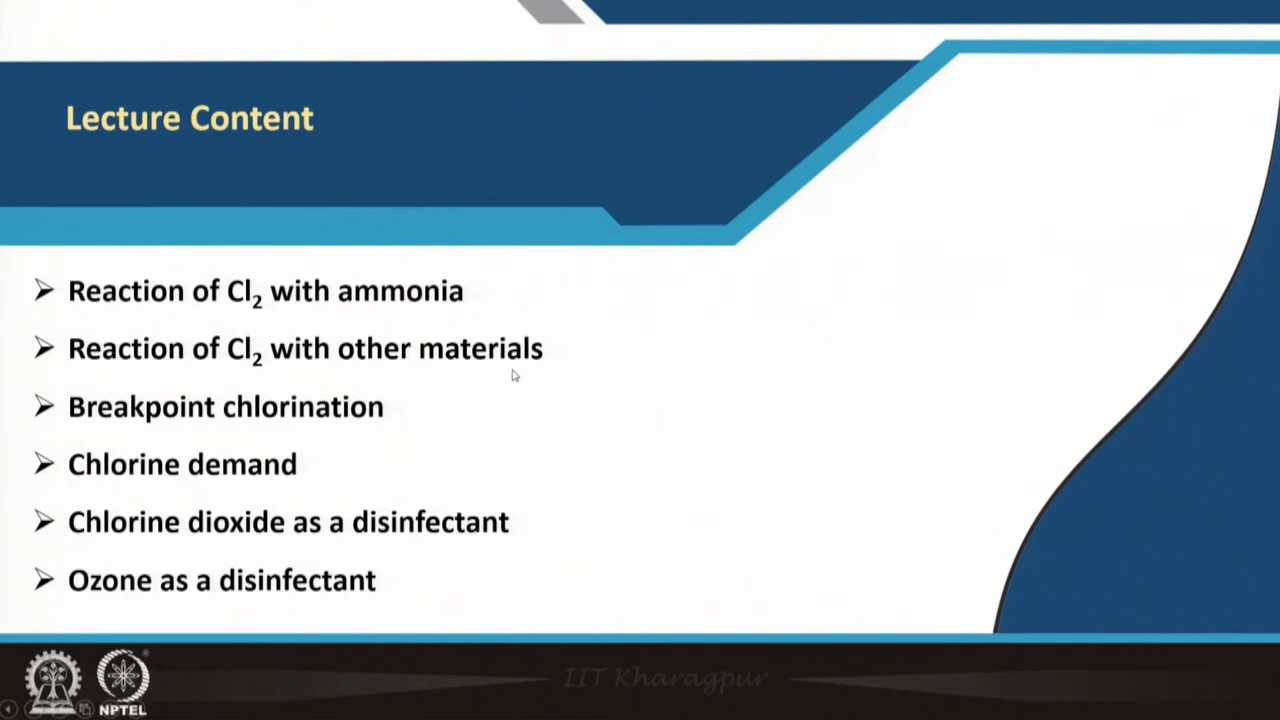 Lecture Content
➢ Reaction of Cl₂ with ammonia
➢ Reaction of Cl₂ with other materials
➢ Breakpoint chlorination
➢ Chlorine demand
➢ Chlorine dioxide as a disinfectant
➢ Ozone as a disinfectant
IIT Kharagpur
NPTEL